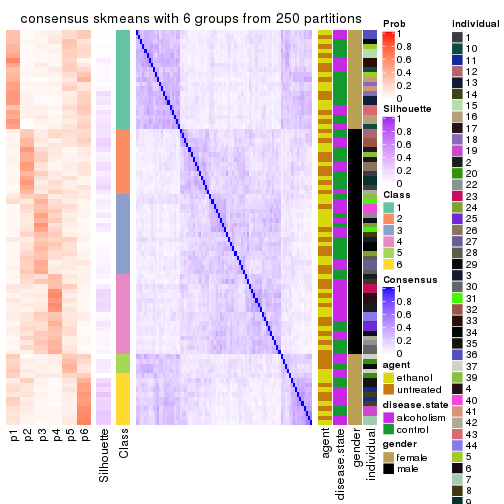 consensus skmeans with 6 groups from 250 partitions
p1
p2
p3
p4
p5
p6
Silhouette
Class
agent
disease.state
gender
individual
Prob
1
0.8
0.6
0.4
0.2
0
Silhouette
1
0.8
0.6
0.4
0.2
0
Class
1
2
3
4
5
6
Consensus
1
0.8
0.6
0.4
0.2
0
agent
ethanol
untreated
disease.state
alcoholism
control
gender
female
male
individual
1
10
11
12
13
14
15
16
17
18
19
2
20
22
23
24
25
26
27
28
29
3
30
31
32
33
34
35
36
37
39
4
40
41
42
43
44
5
6
7
8
9